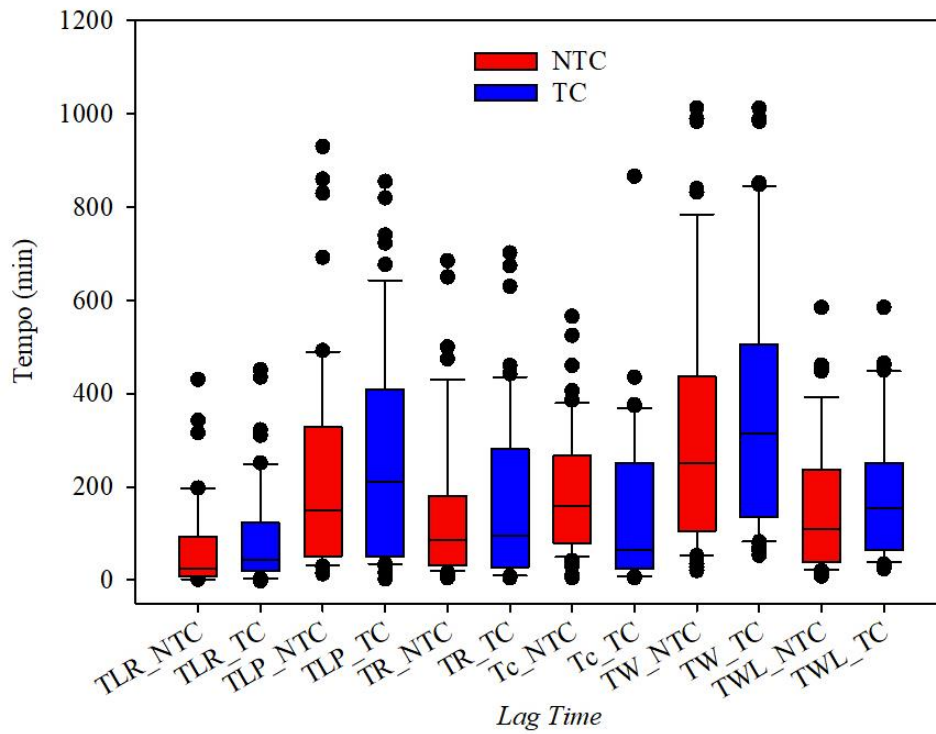 1200
1000
800
600
400
200
0
Tempo (min)
NTC
TC
TLR_NTC
TLR_TC
TLP_NTC
TLP_TC
TR_NTC
TR_TC
Tc_NTC
Tc_TC
TW_NTC
TW_TC
TWL_NTC
TWL_TC
Lag Time